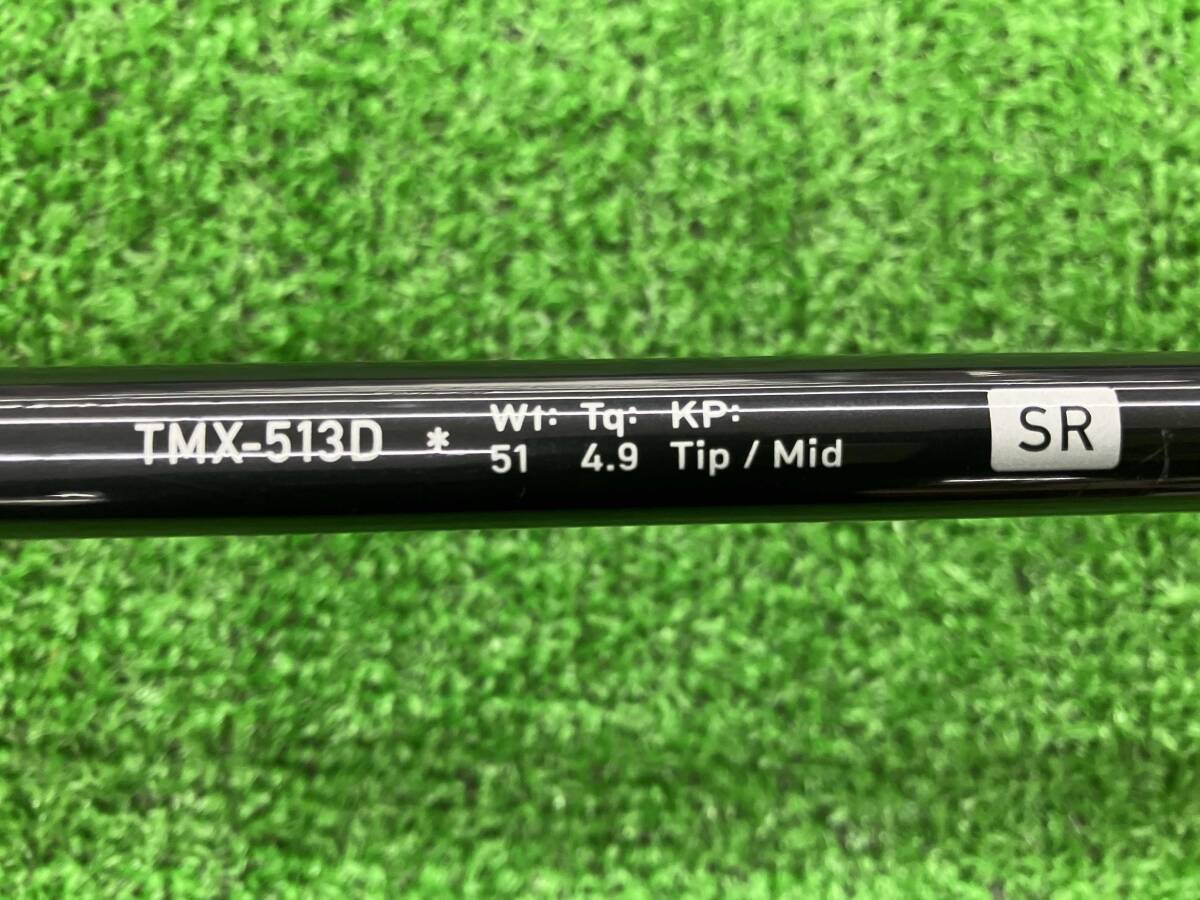 TMX-513D * Wt: Tq: KP:
51 4.9 Tip / Mid
SR